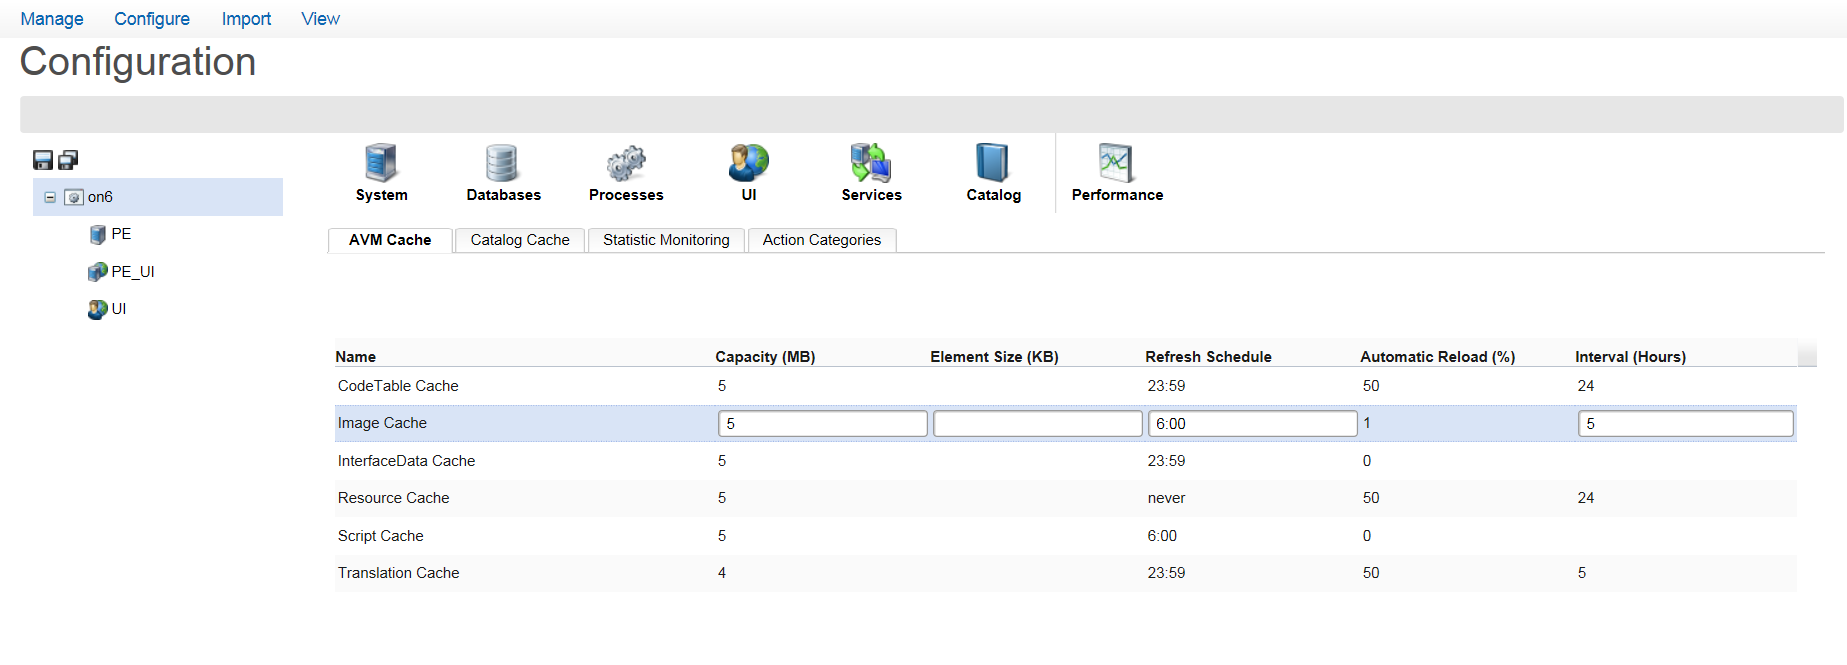 Manage Configure Import View
Configuration
System Databases Processes UI Services Catalog Performance
on6
PE
PE_UI
UI
AVM Cache Catalog Cache Statistic Monitoring Action Categories
Name Capacity (MB) Element Size (KB) Refresh Schedule Automatic Reload (%) Interval (Hours)
CodeTable Cache 5 23:59 50 24
Image Cache 5 6:00 1 5
InterfaceData Cache 5 23:59 0
Resource Cache 5 never 50 24
Script Cache 5 6:00 0
Translation Cache 4 23:59 50 5